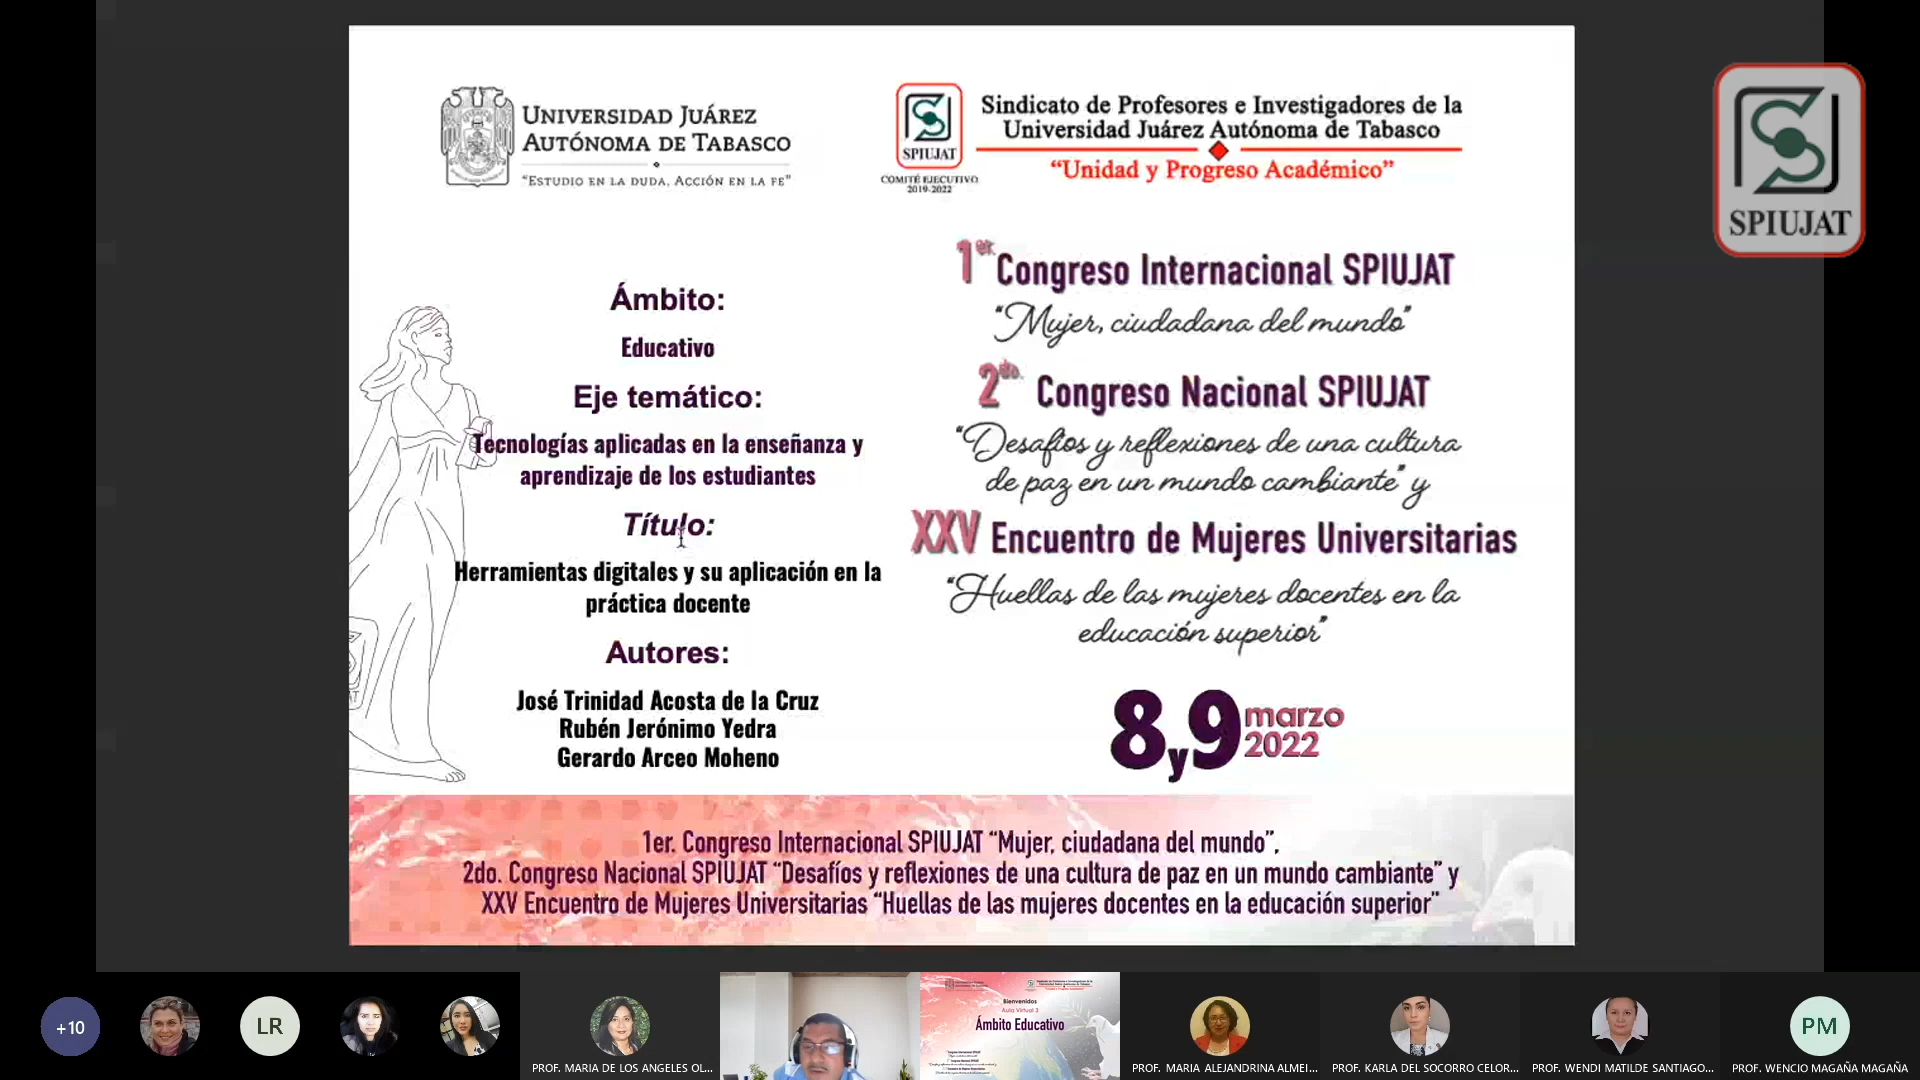 UNIVERSIDAD JUÁREZ
AUTÓNOMA DE TABASCO
"ESTUDIO EN LA DUDA. ACCIÓN EN LA FE"
SPIUJAT
COMITÉ EJECUTIVO
2019-2022
Sindicato de Profesores e Investigadores de la
Universidad Juárez Autónoma de Tabasco
"Unidad y Progreso Académico"
SPIUJAT
Ámbito:
Educativo
Eje temático:
Tecnologías aplicadas en la enseñanza y
aprendizaje de los estudiantes
Título:
Herramientas digitales y su aplicación en la
práctica docente
Autores:
José Trinidad Acosta de la Cruz
Rubén Jerónimo Yedra
Gerardo Arceo Moheno
1er. Congreso Internacional SPIUJAT
"Mujer, ciudadana del mundo"
2do. Congreso Nacional SPIUJAT
"Desafíos y reflexiones de una cultura
de paz en un mundo cambiante" y
XXV Encuentro de Mujeres Universitarias
"Huellas de las mujeres docentes en la
educación superior"
8 y 9 marzo
2022
1er. Congreso Internacional SPIUJAT "Mujer, ciudadana del mundo",
2do. Congreso Nacional SPIUJAT "Desafíos y reflexiones de una cultura de paz en un mundo cambiante" y
XXV Encuentro de Mujeres Universitarias "Huellas de las mujeres docentes en la educación superior"
+10
LR
PROF. MARIA DE LOS ANGELES OL...
Bienvenidos
Aula Virtual 3
Ámbito Educativo
PROF. MARIA ALEJANDRINA ALMEI...
PROF. KARLA DEL SOCORRO CELOR...
PROF. WENDI MATILDE SANTIAGO...
PM
PROF. WENCIO MAGAÑA MAGAÑA